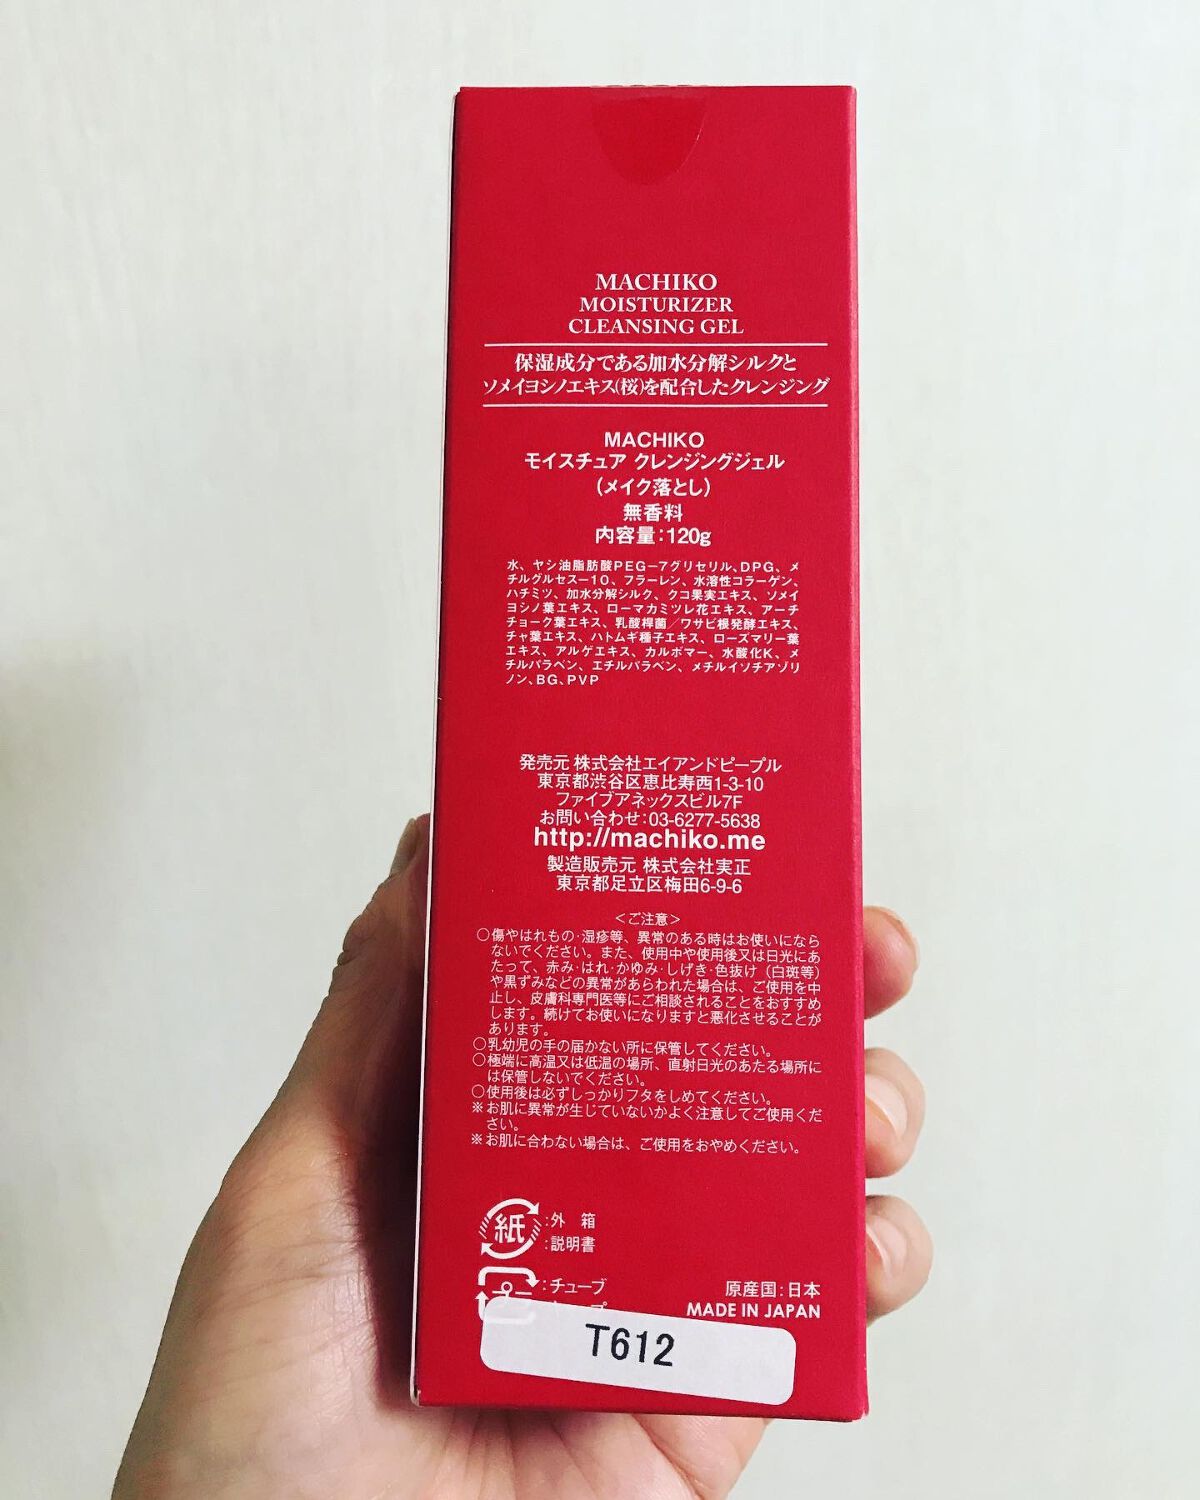 MACHIKO
MOISTURIZER
CLEANSING GEL
保湿成分である加水分解シルクと
ソメイヨシノエキス(桜)を配合したクレンジング
MACHIKO
モイスチュア クレンジングジェル
(メイク落とし)
無香料
内容量:120g
水、ヤシ油脂肪酸PEG-7グリセリル、DPG、メ
チルグルセス-10、フラーレン、水溶性コラーゲン、
ハチミツ、加水分解シルク、クコ果実エキス、ソメイ
ヨシノ葉エキス、ローマカミツレ花エキス、アーチ
チョーク葉エキス、乳酸桿菌/ワサビ根発酵エキス、
チャ葉エキス、ハトムギ種子エキス、ローズマリー葉
エキス、アルゲエキス、カルボマー、水酸化K、メ
チルパラベン、エチルパラベン、メチルイソチアゾリ
ノン、BG、PVP
発売元 株式会社エイアンドピープル
東京都渋谷区恵比寿西1-3-10
ファイブアネックスビル7F
お問い合わせ:03-6277-5638
http://machiko.me
製造販売元 株式会社実正
東京都足立区梅田6-9-6
<ご注意>
○傷やはれもの・湿疹等、異常のある時はお使いになら
ないでください。また、使用中や使用後又は日光にあ
たって、赤み・はれ・かゆみ・しげき・色抜け(白斑等)
や黒ずみなどの異常があらわれた場合は、ご使用を中
止し、皮膚科専門医等にご相談されることをおすすめ
します。続けてお使いになりますと悪化させることが
あります。
○乳幼児の手の届かない所に保管してください。
○極端に高温又は低温の場所、直射日光のあたる場所に
は保管しないでください。
○使用後は必ずしっかりフタをしめてください。
※お肌に異常が生じていないかよく注意してご使用くだ
さい。
※お肌に合わない場合は、ご使用をおやめください。
紙:外 箱
:説明書
:チューブ
原産国:日本
MADE IN JAPAN
T612